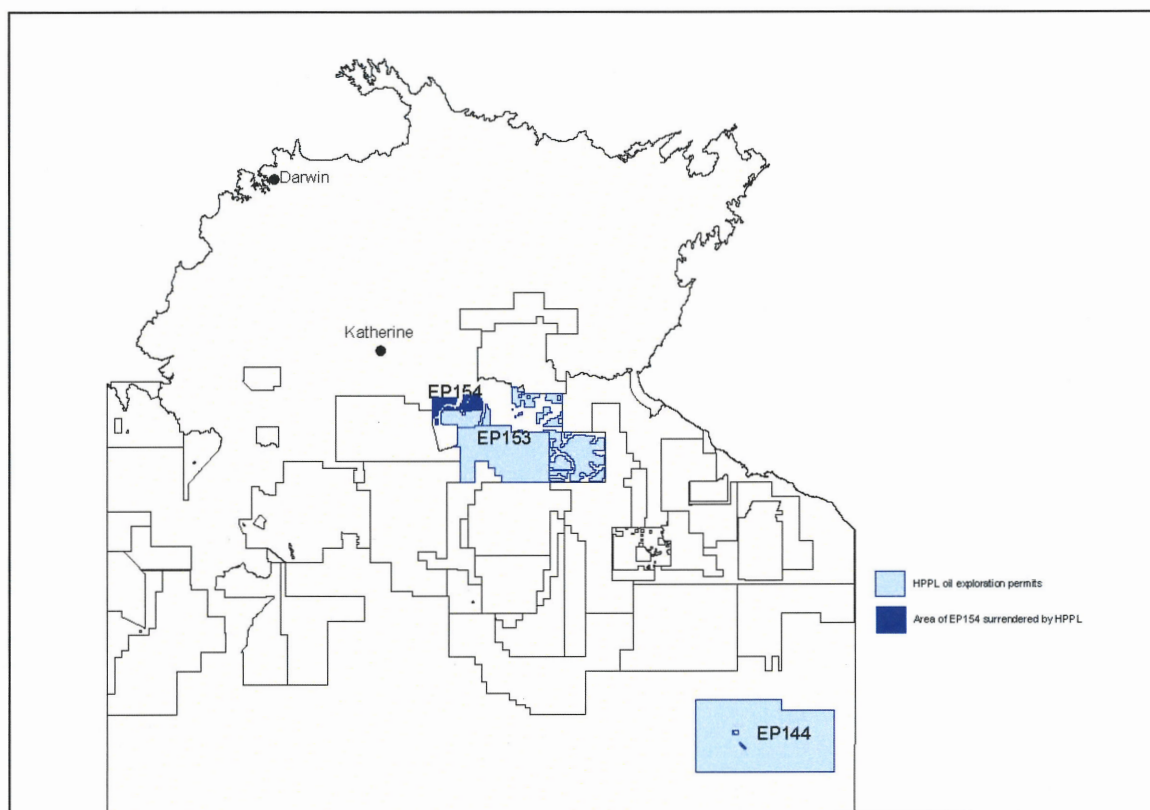 Darwin
Katherine
EP154
EP153
HPPL oil exploration permits
Area of EP154 surrendered by HPPL
EP144